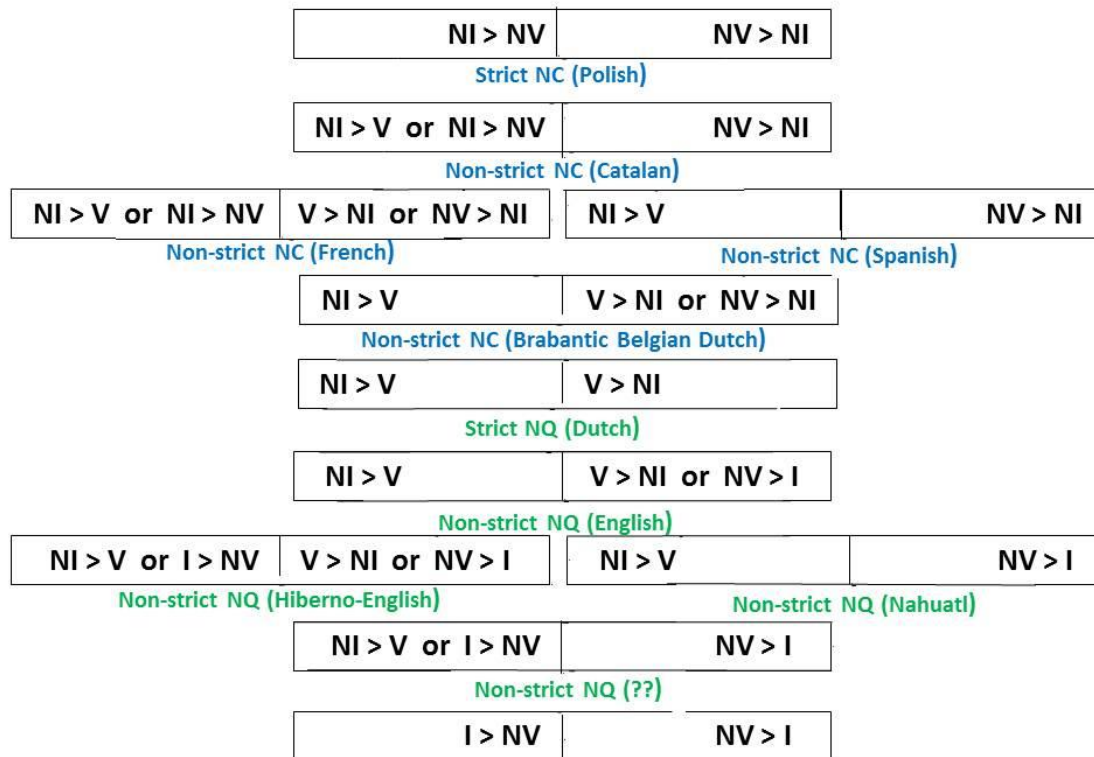 NI > NV NV > NI
Strict NC (Polish)
NI > V or NI > NV NV > NI
Non-strict NC (Catalan)
NI > V or NI > NV V > NI or NV > NI NI > V NV > NI
Non-strict NC (French) Non-strict NC (Spanish)
NI > V V > NI or NV > NI
Non-strict NC (Brabantic Belgian Dutch)
NI > V V > NI
Strict NQ (Dutch)
NI > V V > NI or NV > I
Non-strict NQ (English)
NI > V or I > NV V > NI or NV > I NI > V NV > I
Non-strict NQ (Hiberno-English) Non-strict NQ (Nahuatl)
NI > V or I > NV NV > I
Non-strict NQ (??)
I > NV NV > I